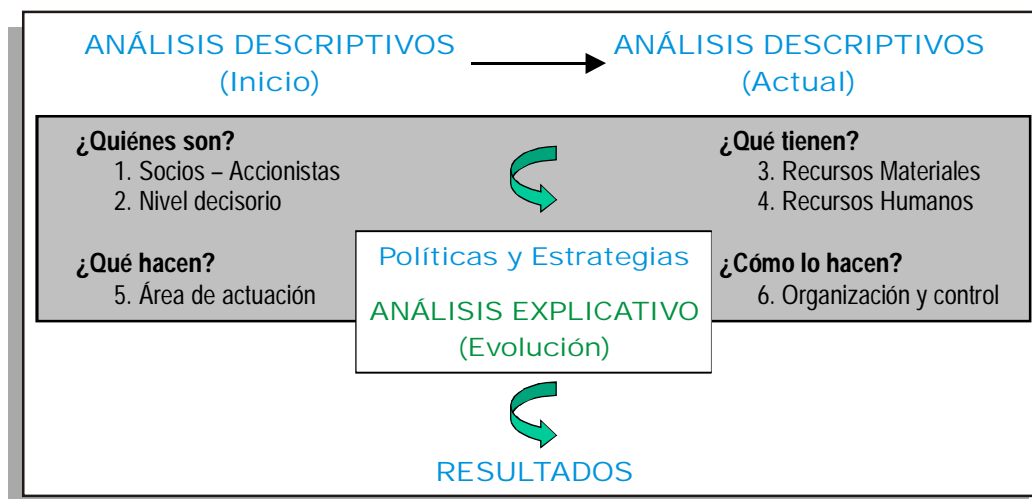 ANÁLISIS DESCRIPTIVOS
(Inicio)
ANÁLISIS DESCRIPTIVOS
(Actual)
¿Quiénes son?
1. Socios – Accionistas
2. Nivel decisorio
¿Qué tienen?
3. Recursos Materiales
4. Recursos Humanos
¿Qué hacen?
5. Área de actuación
Políticas y Estrategias
ANÁLISIS EXPLICATIVO
(Evolución)
¿Cómo lo hacen?
6. Organización y control
RESULTADOS